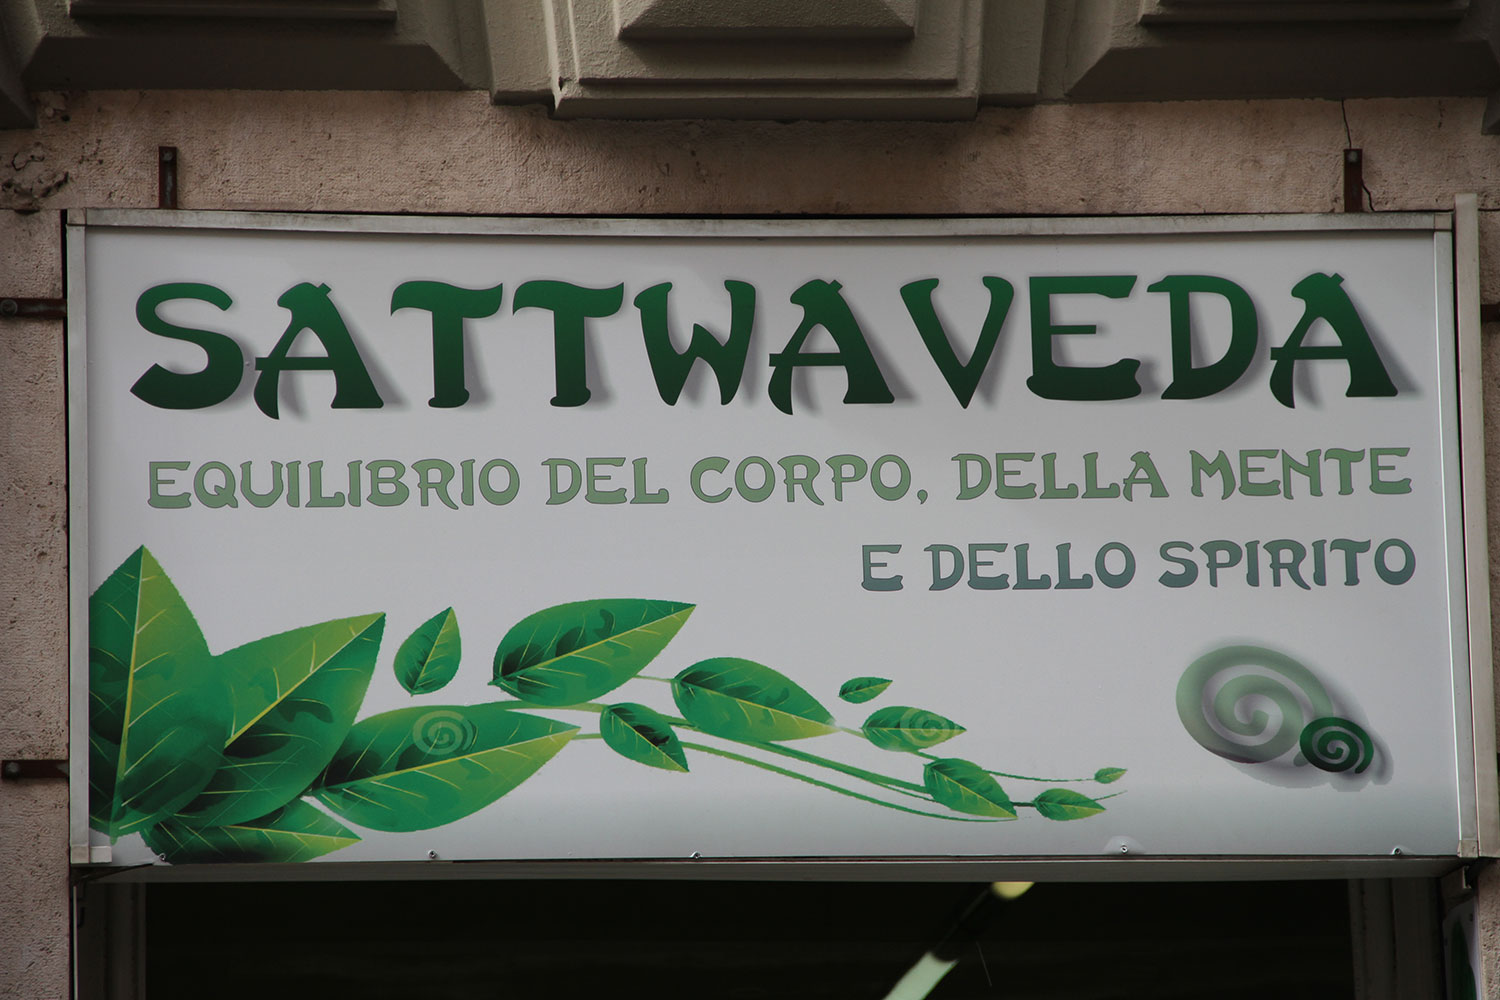 SATTWAVEDA
EQUILIBRIO DEL CORPO, DELLA MENTE
E DELLO SPIRITO